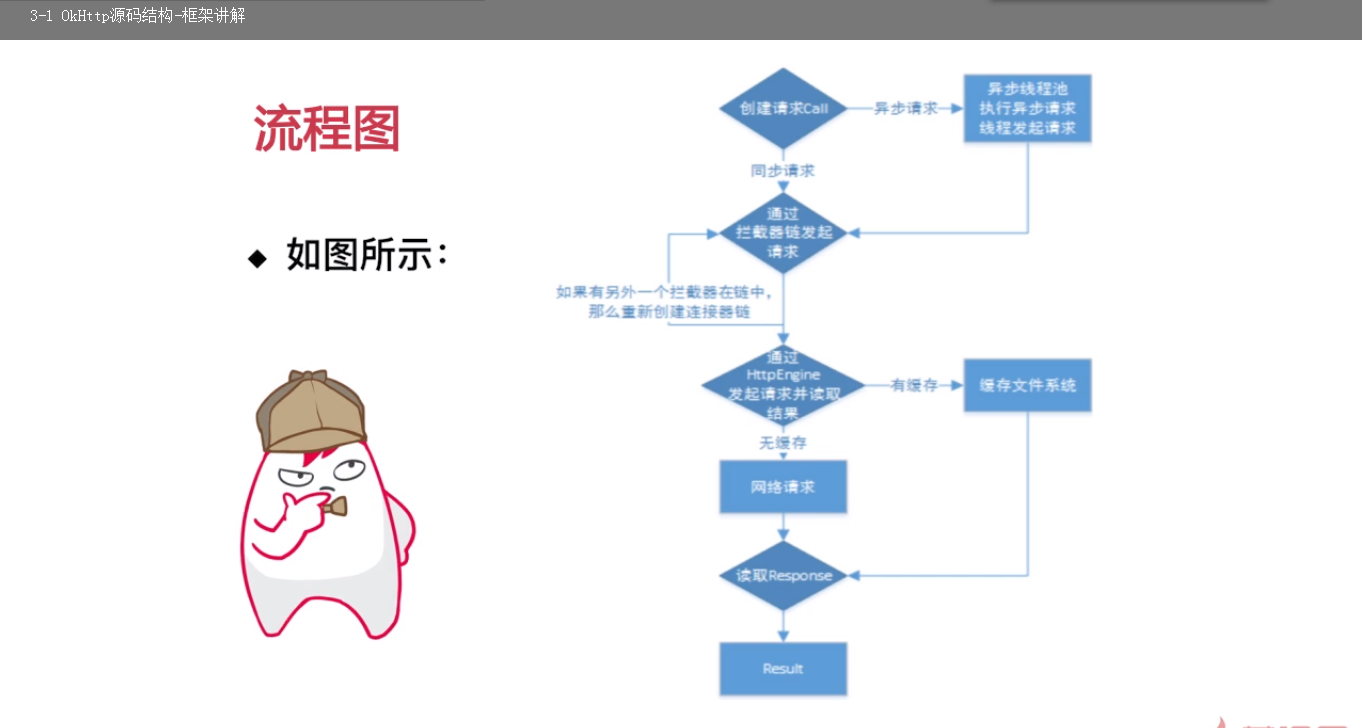 3-1 OkHttp源码结构-框架讲解
流程图
◆ 如图所示：
创建请求Call
异步请求
异步线程池
执行异步请求
线程发起请求
同步请求
通过
拦截器链发起
请求
如果有另外一个拦截器在链中，
那么重新创建连接器链
通过
HttpEngine
发起请求并读取
结果
有缓存
缓存文件系统
无缓存
网络请求
读取Response
Result